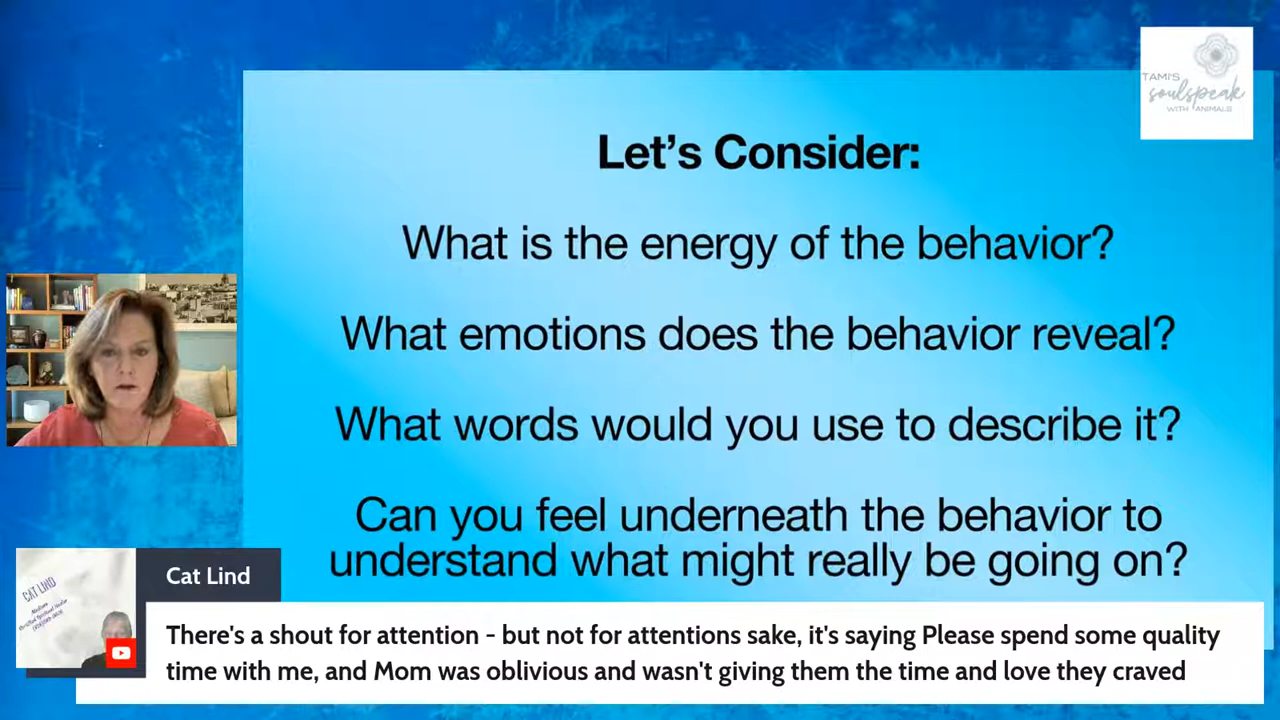 TAMI'S
soulspeak
WITH ANIMALS
Let's Consider:
What is the energy of the behavior?
What emotions does the behavior reveal?
What words would you use to describe it?
Can you feel underneath the behavior to
understand what might really be going on?
CAT LIND
Medium
Cat Lind
There's a shout for attention - but not for attentions sake, it's saying Please spend some quality
time with me, and Mom was oblivious and wasn't giving them the time and love they craved